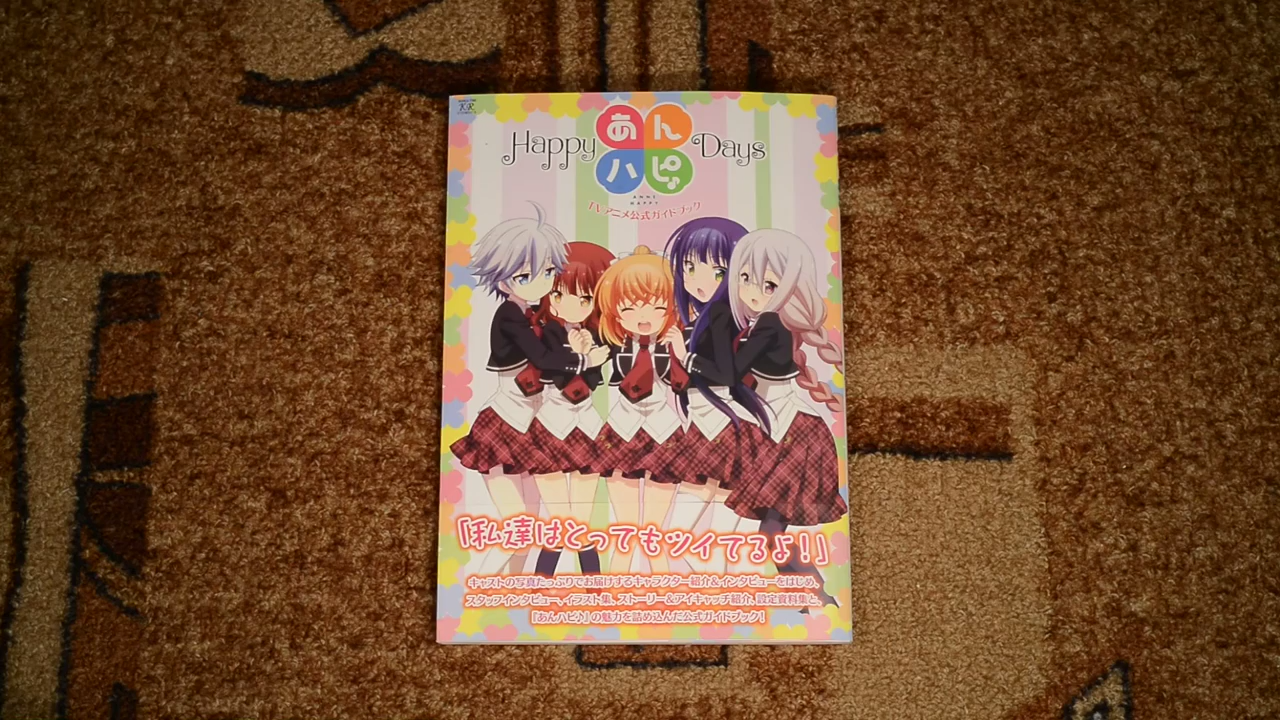 KR
COMICS
Happy あんハピ♪ Days
ANNE
HAPPY
TVアニメ公式ガイドブック
「私達はとってもツイてるよ!」
キャストの写真たっぷりでお届けするキャラクター紹介&インタビューをはじめ、
スタッフインタビュー、イラスト集、ストーリー&アイキャッチ紹介、設定資料集と、
『あんハピ♪』の魅力を詰め込んだ公式ガイドブック!